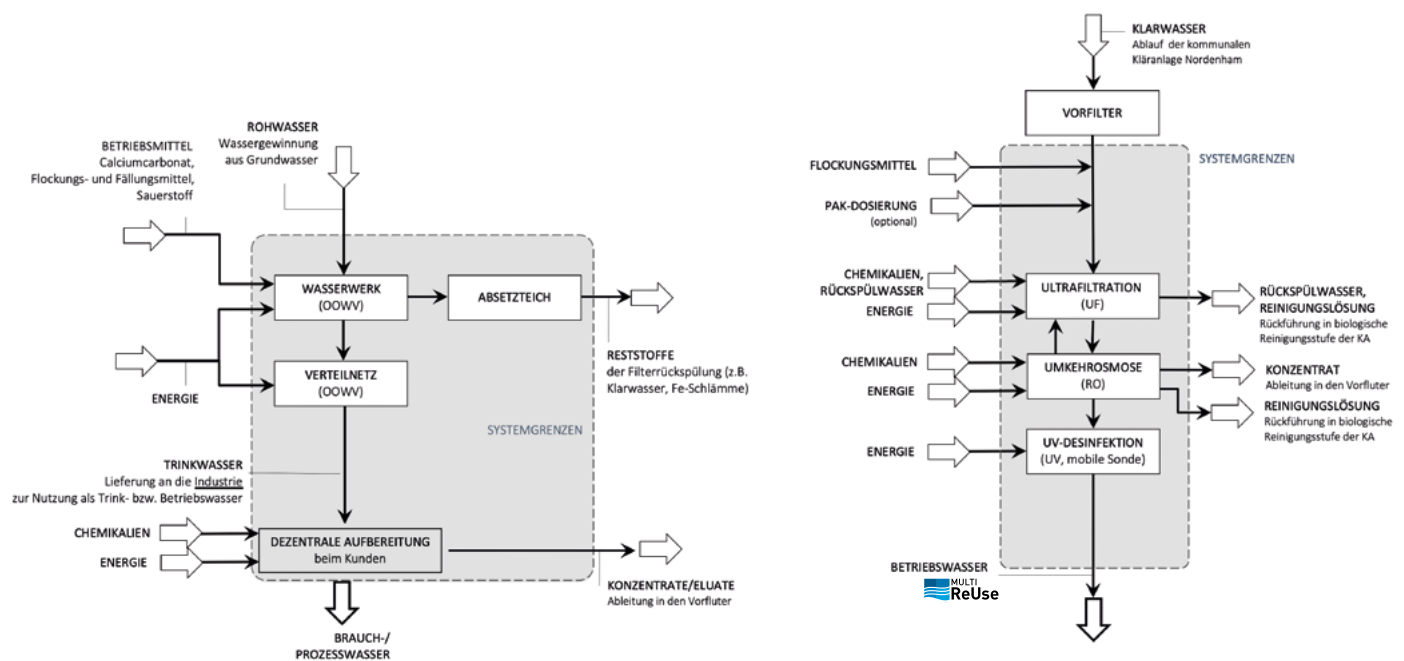 ROHWASSER
Wassergewinnung
aus Grundwasser
BETRIEBSMITTEL
Calciumcarbonat,
Flockungs- und Fällungsmittel,
Sauerstoff
WASSERWERK
(OOWV)
ABSETZTEICH
RESTSTOFFE
der Filterrückspülung (z.B.
Klarwasser, Fe-Schlämme)
VERTEILNETZ
(OOWV)
ENERGIE
SYSTEMGRENZEN
TRINKWASSER
Lieferung an die Industrie
zur Nutzung als Trink- bzw. Betriebswasser
CHEMIKALIEN
ENERGIE
DEZENTRALE AUFBEREITUNG
beim Kunden
KONZENTRATE/ELUATE
Ableitung in den Vorfluter
BRAUCH-/
PROZESSWASSER
KLARWASSER
Ablauf der kommunalen
Kläranlage Nordenham
VORFILTER
SYSTEMGRENZEN
FLOCKUNGSMITTEL
PAK-DOSIERUNG
(optional)
CHEMIKALIEN,
RÜCKSPÜLWASSER
ENERGIE
ULTRAFILTRATION
(UF)
RÜCKSPÜLWASSER,
REINIGUNGSLÖSUNG
Rückführung in biologische
Reinigungsstufe der KA
CHEMIKALIEN
ENERGIE
UMKEHROSMOSE
(RO)
KONZENTRAT
Ableitung in den Vorfluter
REINIGUNGSLÖSUNG
Rückführung in biologische
Reinigungsstufe der KA
ENERGIE
UV-DESINFEKTION
(UV, mobile Sonde)
BETRIEBSWASSER
MULTI
ReUse